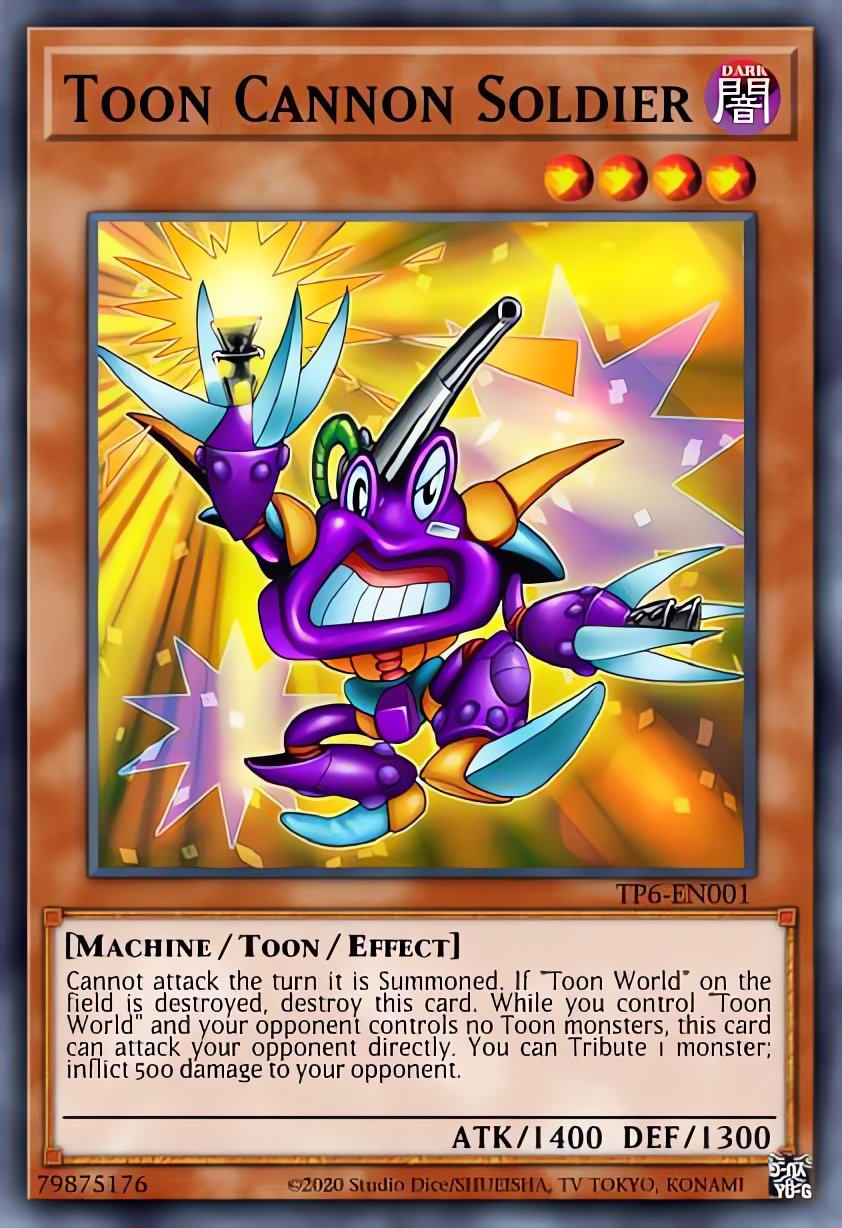 TOON CANNON SOLDIER
DARK
闇
TP6-EN001
[MACHINE / TOON / EFFECT]
Cannot attack the turn it is Summoned. If "Toon World" on the
field is destroyed, destroy this card. While you control "Toon
World" and your opponent controls no Toon monsters, this card
can attack your opponent directly. You can Tribute 1 monster;
inflict 500 damage to your opponent.
ATK/1400 DEF/1300
79875176
©2020 Studio Dice/SHUEISHA, TV TOKYO, KONAMI